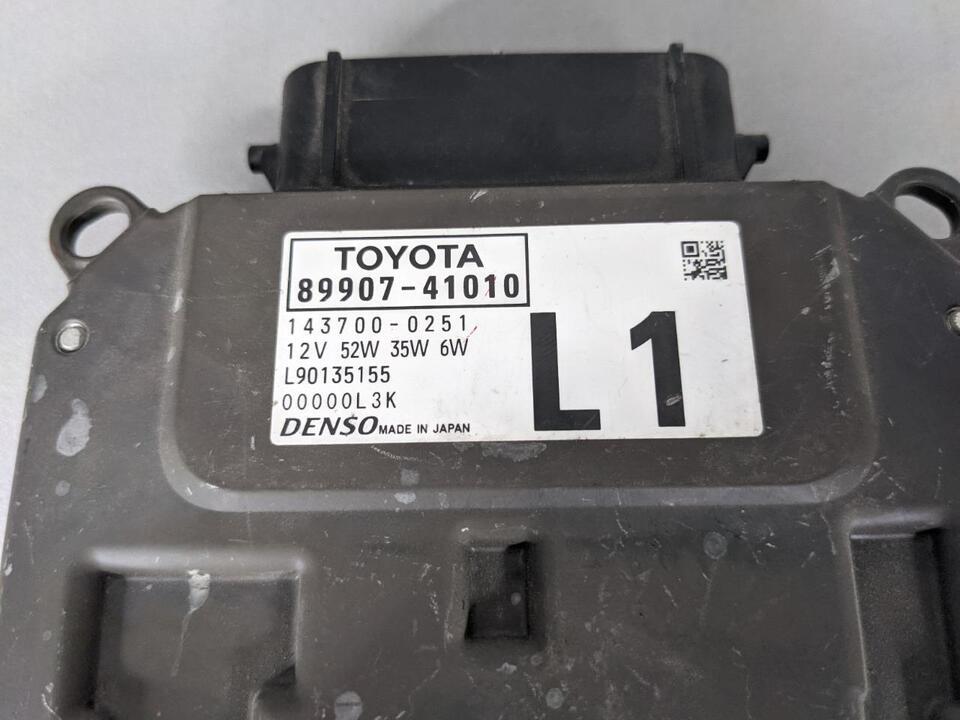 TOYOTA
89907-41010
143700-0251
12V 52W 35W 6W
L90135155
00000L3K
DENSO MADE IN JAPAN
L1